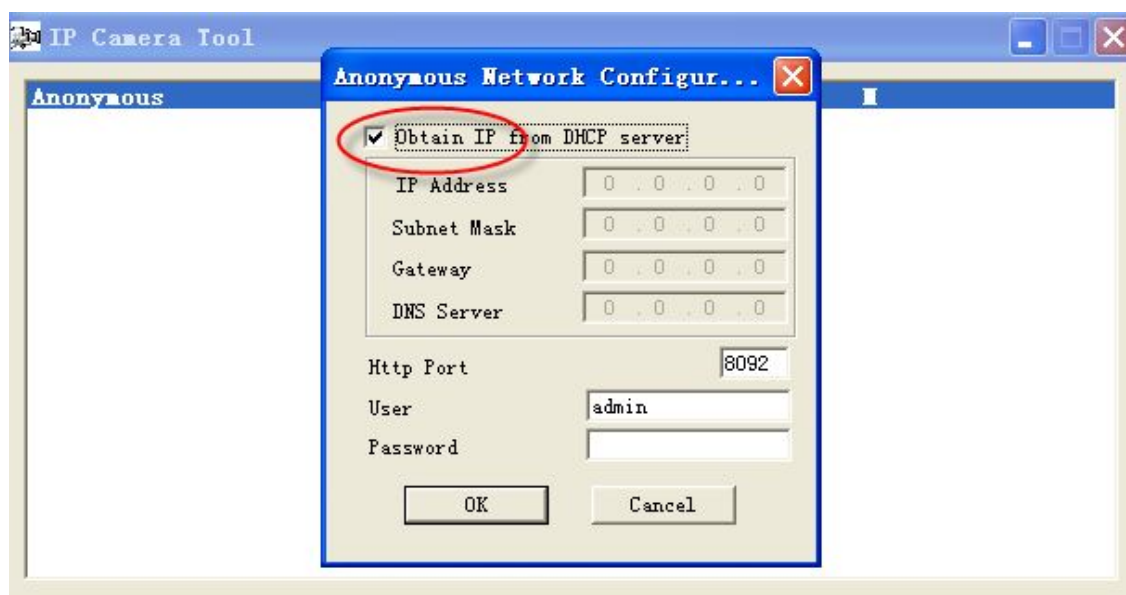 IP Camera Tool
Anonymous Network Configur...
Anonymous
Obtain IP from DHCP server
IP Address 0 . 0 . 0 . 0
Subnet Mask 0 . 0 . 0 . 0
Gateway 0 . 0 . 0 . 0
DNS Server 0 . 0 . 0 . 0
Http Port 8092
User admin
Password
OK Cancel